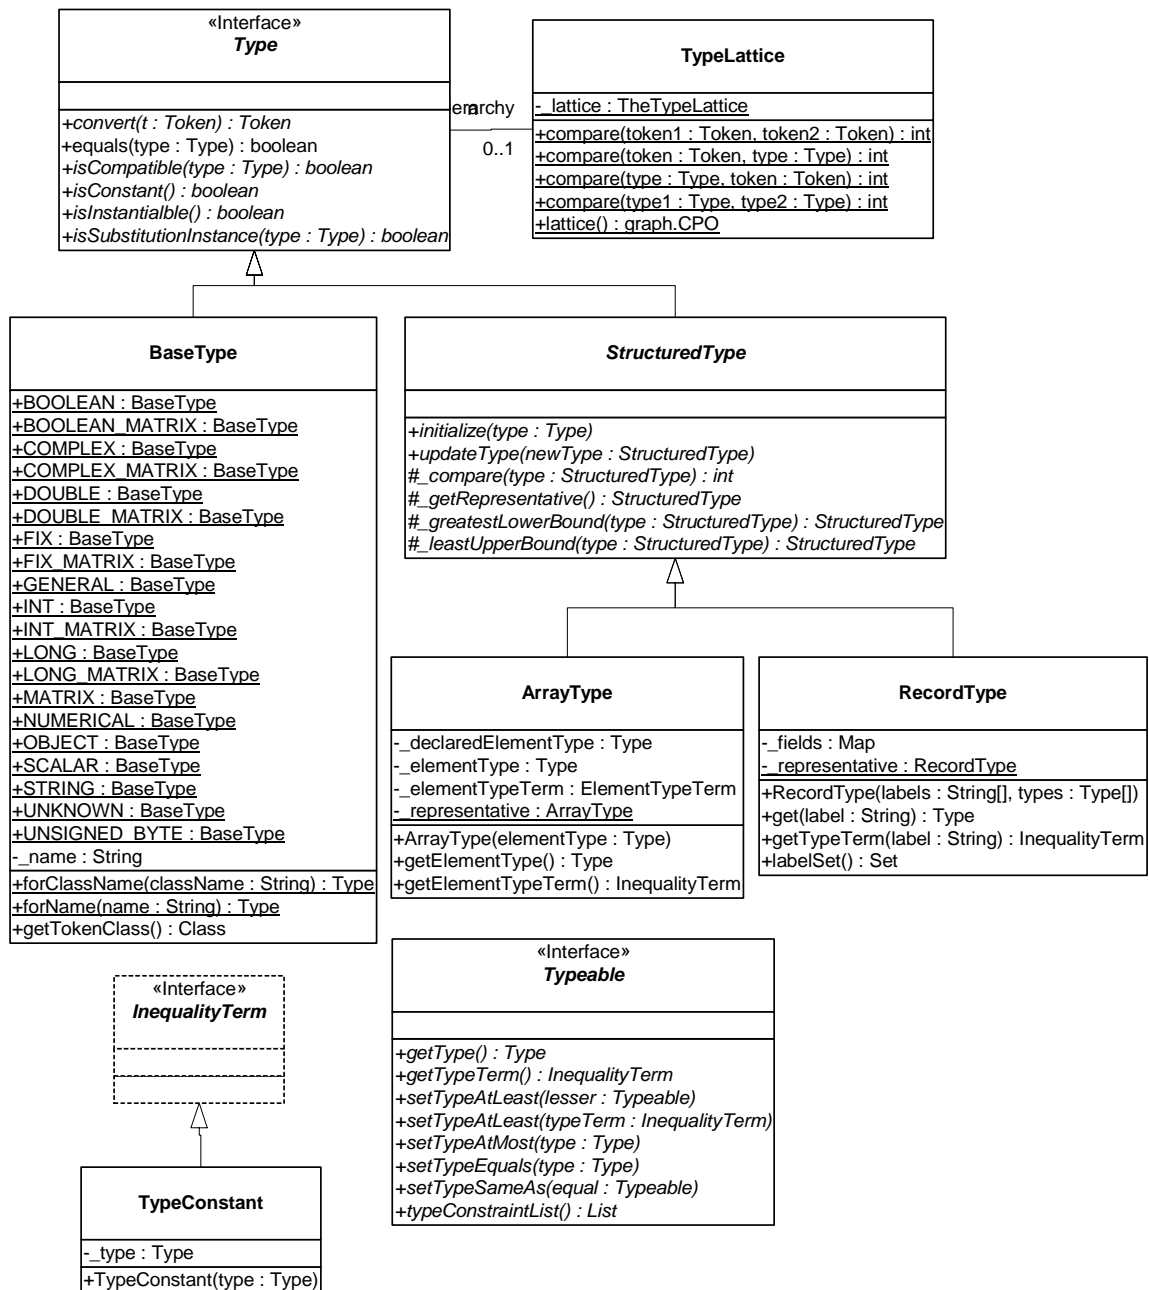 «Interface»
Type
+convert(t : Token) : Token
+equals(type : Type) : boolean
+isCompatible(type : Type) : boolean
+isConstant() : boolean
+isInstantialble() : boolean
+isSubstitutionInstance(type : Type) : boolean
TypeLattice
-_lattice : TheTypeLattice
+compare(token1 : Token, token2 : Token) : int
+compare(token : Token, type : Type) : int
+compare(type : Type, token : Token) : int
+compare(type1 : Type, type2 : Type) : int
+lattice() : graph.CPO
0..1
BaseType
+BOOLEAN : BaseType
+BOOLEAN_MATRIX : BaseType
+COMPLEX : BaseType
+COMPLEX_MATRIX : BaseType
+DOUBLE : BaseType
+DOUBLE_MATRIX : BaseType
+FIX : BaseType
+FIX_MATRIX : BaseType
+GENERAL : BaseType
+INT : BaseType
+INT_MATRIX : BaseType
+LONG : BaseType
+LONG_MATRIX : BaseType
+MATRIX : BaseType
+NUMERICAL : BaseType
+OBJECT : BaseType
+SCALAR : BaseType
+STRING : BaseType
+UNKNOWN : BaseType
+UNSIGNED_BYTE : BaseType
-_name : String
+forClassName(className : String) : Type
+forName(name : String) : Type
+getTokenClass() : Class
StructuredType
+initialize(type : Type)
+updateType(newType : StructuredType)
#_compare(type : StructuredType) : int
#_getRepresentative() : StructuredType
#_greatestLowerBound(type : StructuredType) : StructuredType
#_leastUpperBound(type : StructuredType) : StructuredType
ArrayType
-_declaredElementType : Type
-_elementType : Type
-_elementTypeTerm : ElementTypeTerm
-_representative : ArrayType
+ArrayType(elementType : Type)
+getElementType() : Type
+getElementTypeTerm() : InequalityTerm
RecordType
-_fields : Map
-_representative : RecordType
+RecordType(labels : String[], types : Type[])
+get(label : String) : Type
+getTypeTerm(label : String) : InequalityTerm
+labelSet() : Set
«Interface»
InequalityTerm
TypeConstant
-_type : Type
+TypeConstant(type : Type)
«Interface»
Typeable
+getType() : Type
+getTypeTerm() : InequalityTerm
+setTypeAtLeast(lesser : Typeable)
+setTypeAtLeast(typeTerm : InequalityTerm)
+setTypeAtMost(type : Type)
+setTypeEquals(type : Type)
+setTypeSameAs(equal : Typeable)
+typeConstraintList() : List